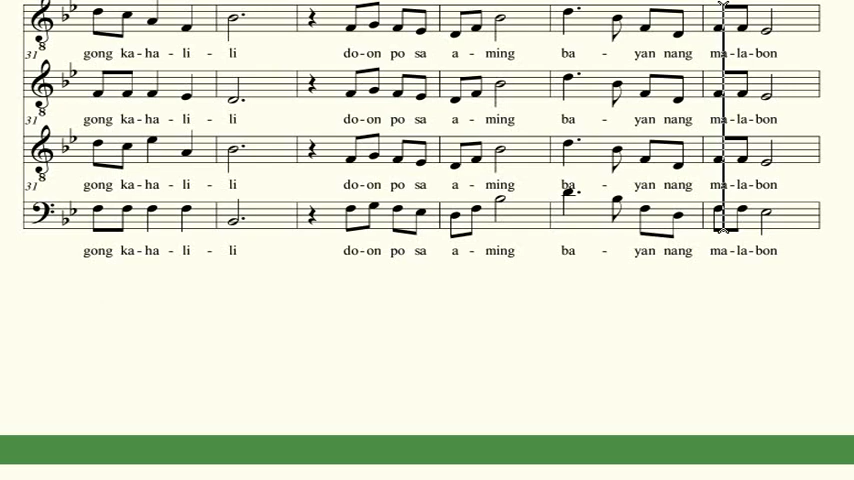 8
gong ka - ha - li - li do - on po sa a - ming ba - yan nang ma - la - bon
31
8
gong ka - ha - li - li do - on po sa a - ming ba - yan nang ma - la - bon
31
8
gong ka - ha - li - li do - on po sa a - ming ba - yan nang ma - la - bon
31
gong ka - ha - li - li do - on po sa a - ming ba - yan nang ma - la - bon